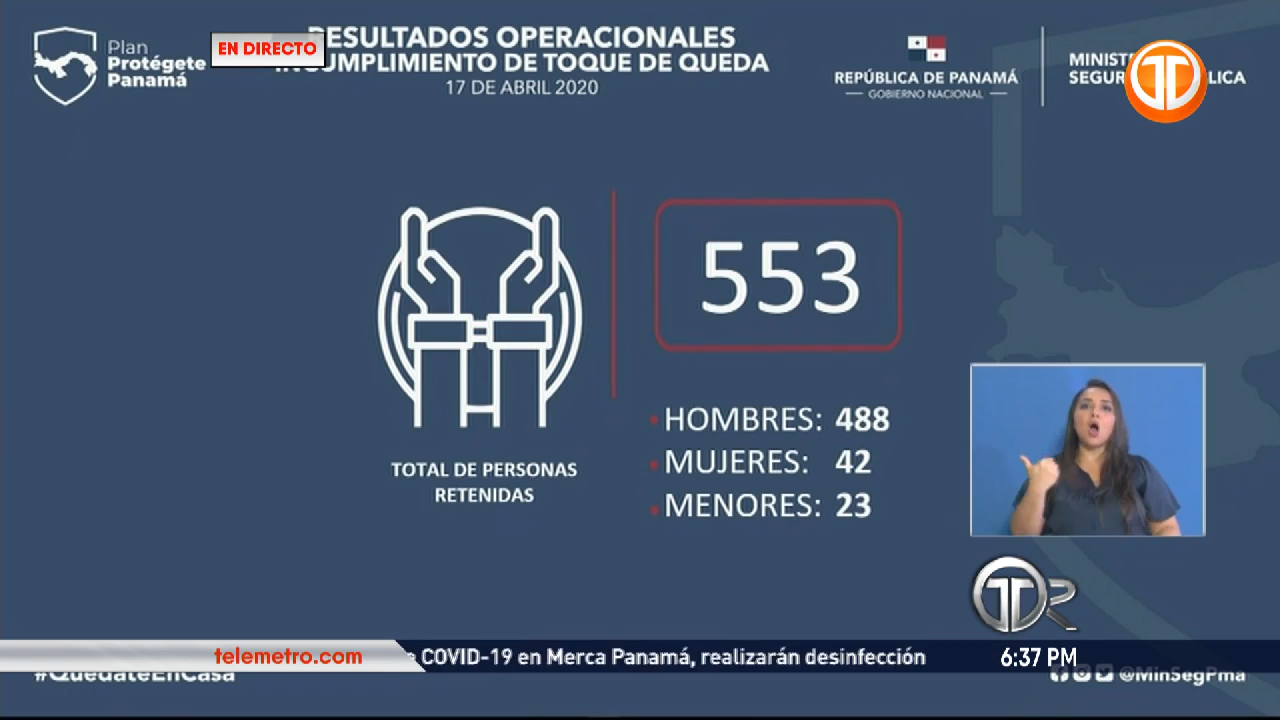 Plan
Protégete
Panamá
EN DIRECTO
RESULTADOS OPERACIONALES
INCUMPLIMIENTO DE TOQUE DE QUEDA
17 DE ABRIL 2020
REPÚBLICA DE PANAMÁ
GOBIERNO NACIONAL
553
HOMBRES: 488
MUJERES: 42
MENORES: 23
TOTAL DE PERSONAS
RETENIDAS
telemetro.com
COVID-19 en Merca Panamá, realizarán desinfección
6:37 PM
#QuédateEnCasa
@MinSegPma